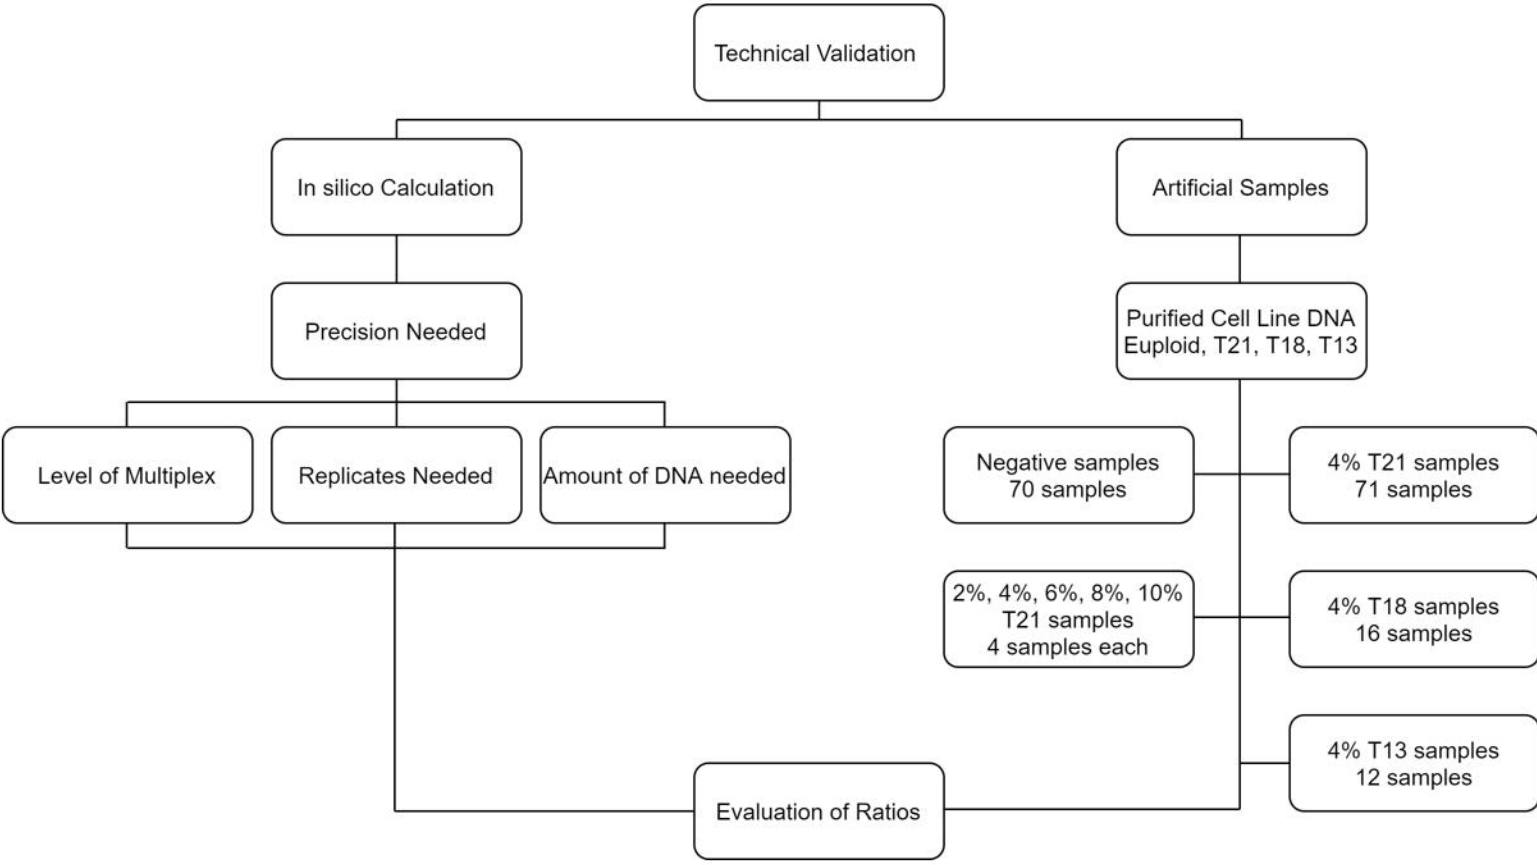 Technical Validation
In silico Calculation
Artificial Samples
Precision Needed
Purified Cell Line DNA
Euploid, T21, T18, T13
Level of Multiplex
Replicates Needed
Amount of DNA needed
Negative samples
70 samples
4% T21 samples
71 samples
2%, 4%, 6%, 8%, 10%
T21 samples
4 samples each
4% T18 samples
16 samples
4% T13 samples
12 samples
Evaluation of Ratios